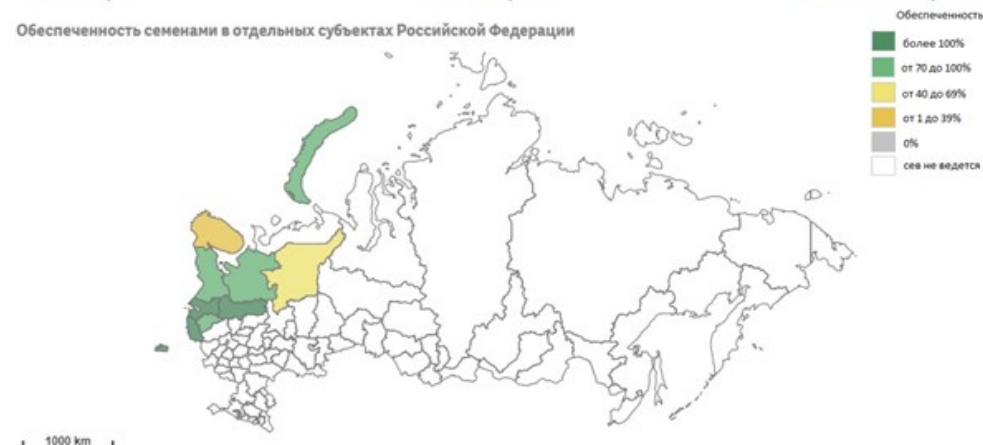 Обеспеченность семенами в отдельных субъектах Российской Федерации
Обеспеченность
более 100%
от 70 до 100%
от 40 до 69%
от 1 до 39%
0%
сев не ведется
1000 km